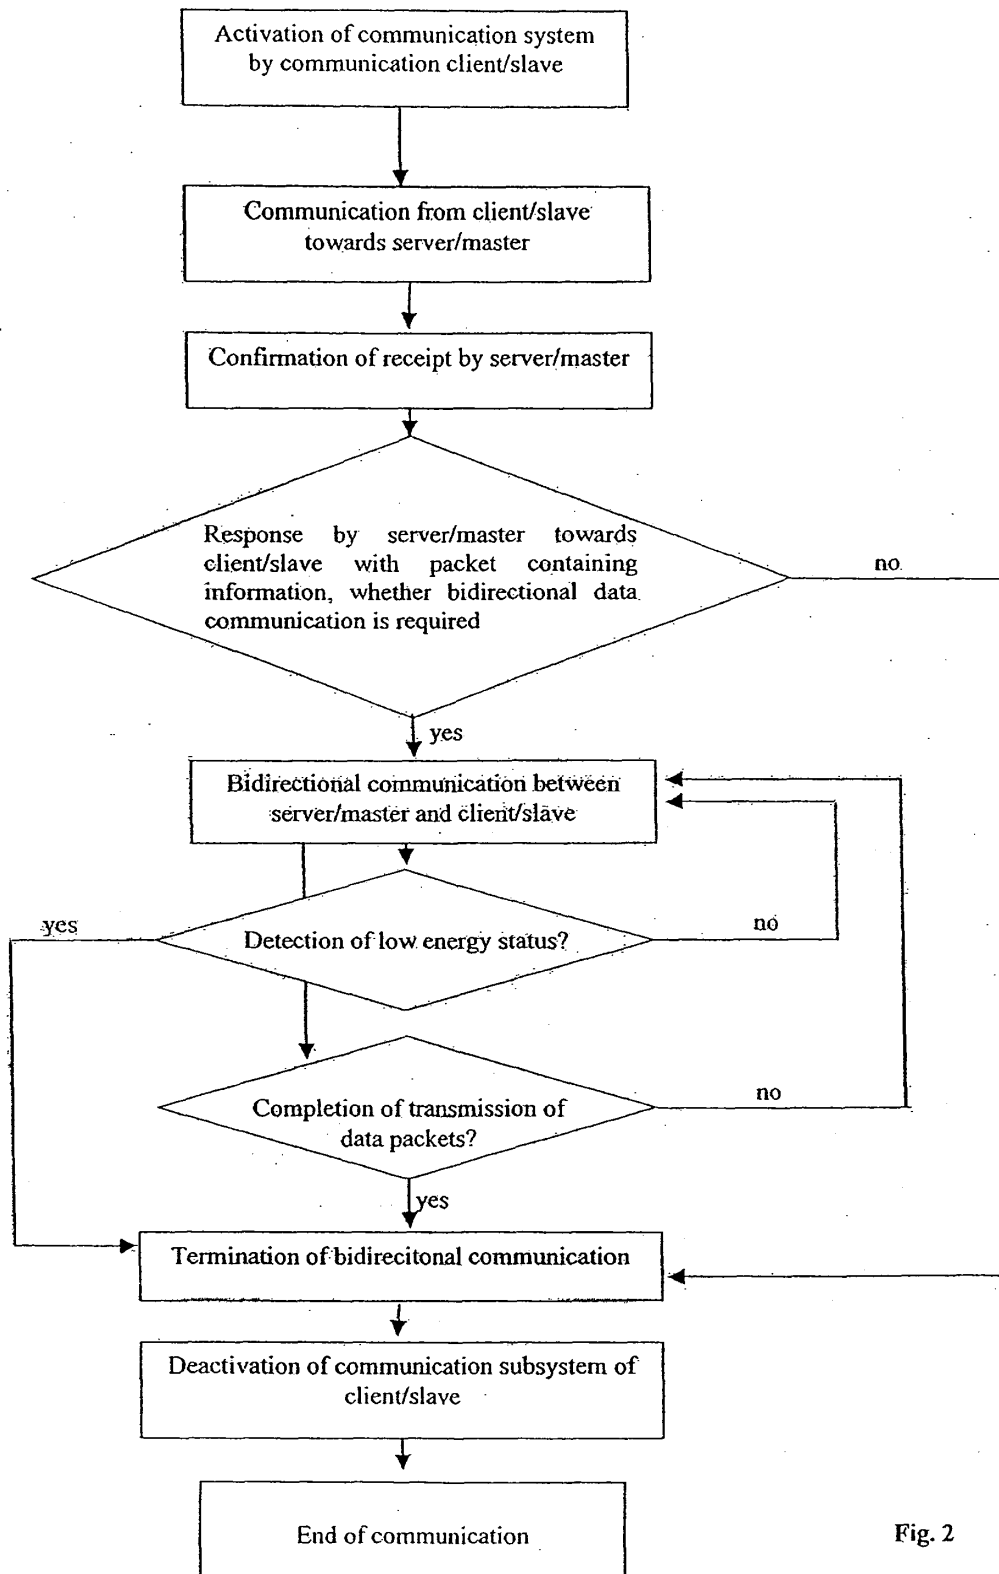 Activation of communication system
by communication client/slave
Communication from client/slave
towards server/master
Confirmation of receipt by server/master
Response by server/master towards
client/slave with packet containing
information, whether bidirectional data
communication is required
no
yes
Bidirectional communication between
server/master and client/slave
yes
Detection of low energy status?
no
Completion of transmission of
data packets?
no
yes
Termination of bidirecitonal communication
Deactivation of communication subsystem of
client/slave
End of communication
Fig. 2